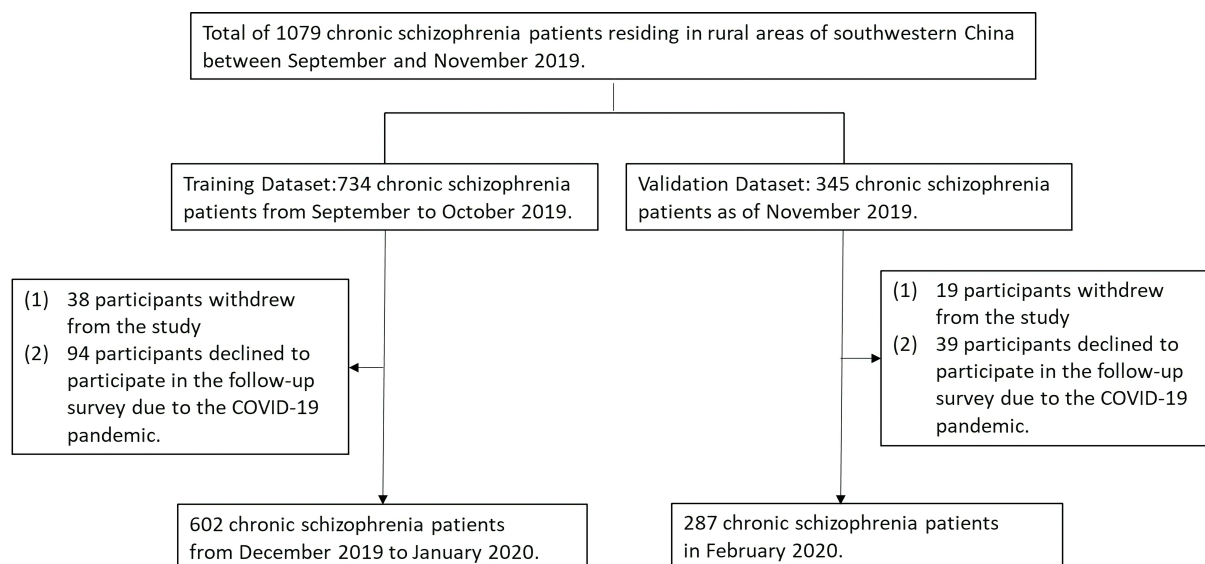 Total of 1079 chronic schizophrenia patients residing in rural areas of southwestern China
between September and November 2019.
Training Dataset:734 chronic schizophrenia
patients from September to October 2019.
Validation Dataset: 345 chronic schizophrenia
patients as of November 2019.
(1) 38 participants withdrew
from the study
(2) 94 participants declined to
participate in the follow-up
survey due to the COVID-19
pandemic.
(1) 19 participants withdrew
from the study
(2) 39 participants declined to
participate in the follow-up
survey due to the COVID-19
pandemic.
602 chronic schizophrenia patients
from December 2019 to January 2020.
287 chronic schizophrenia patients
in February 2020.